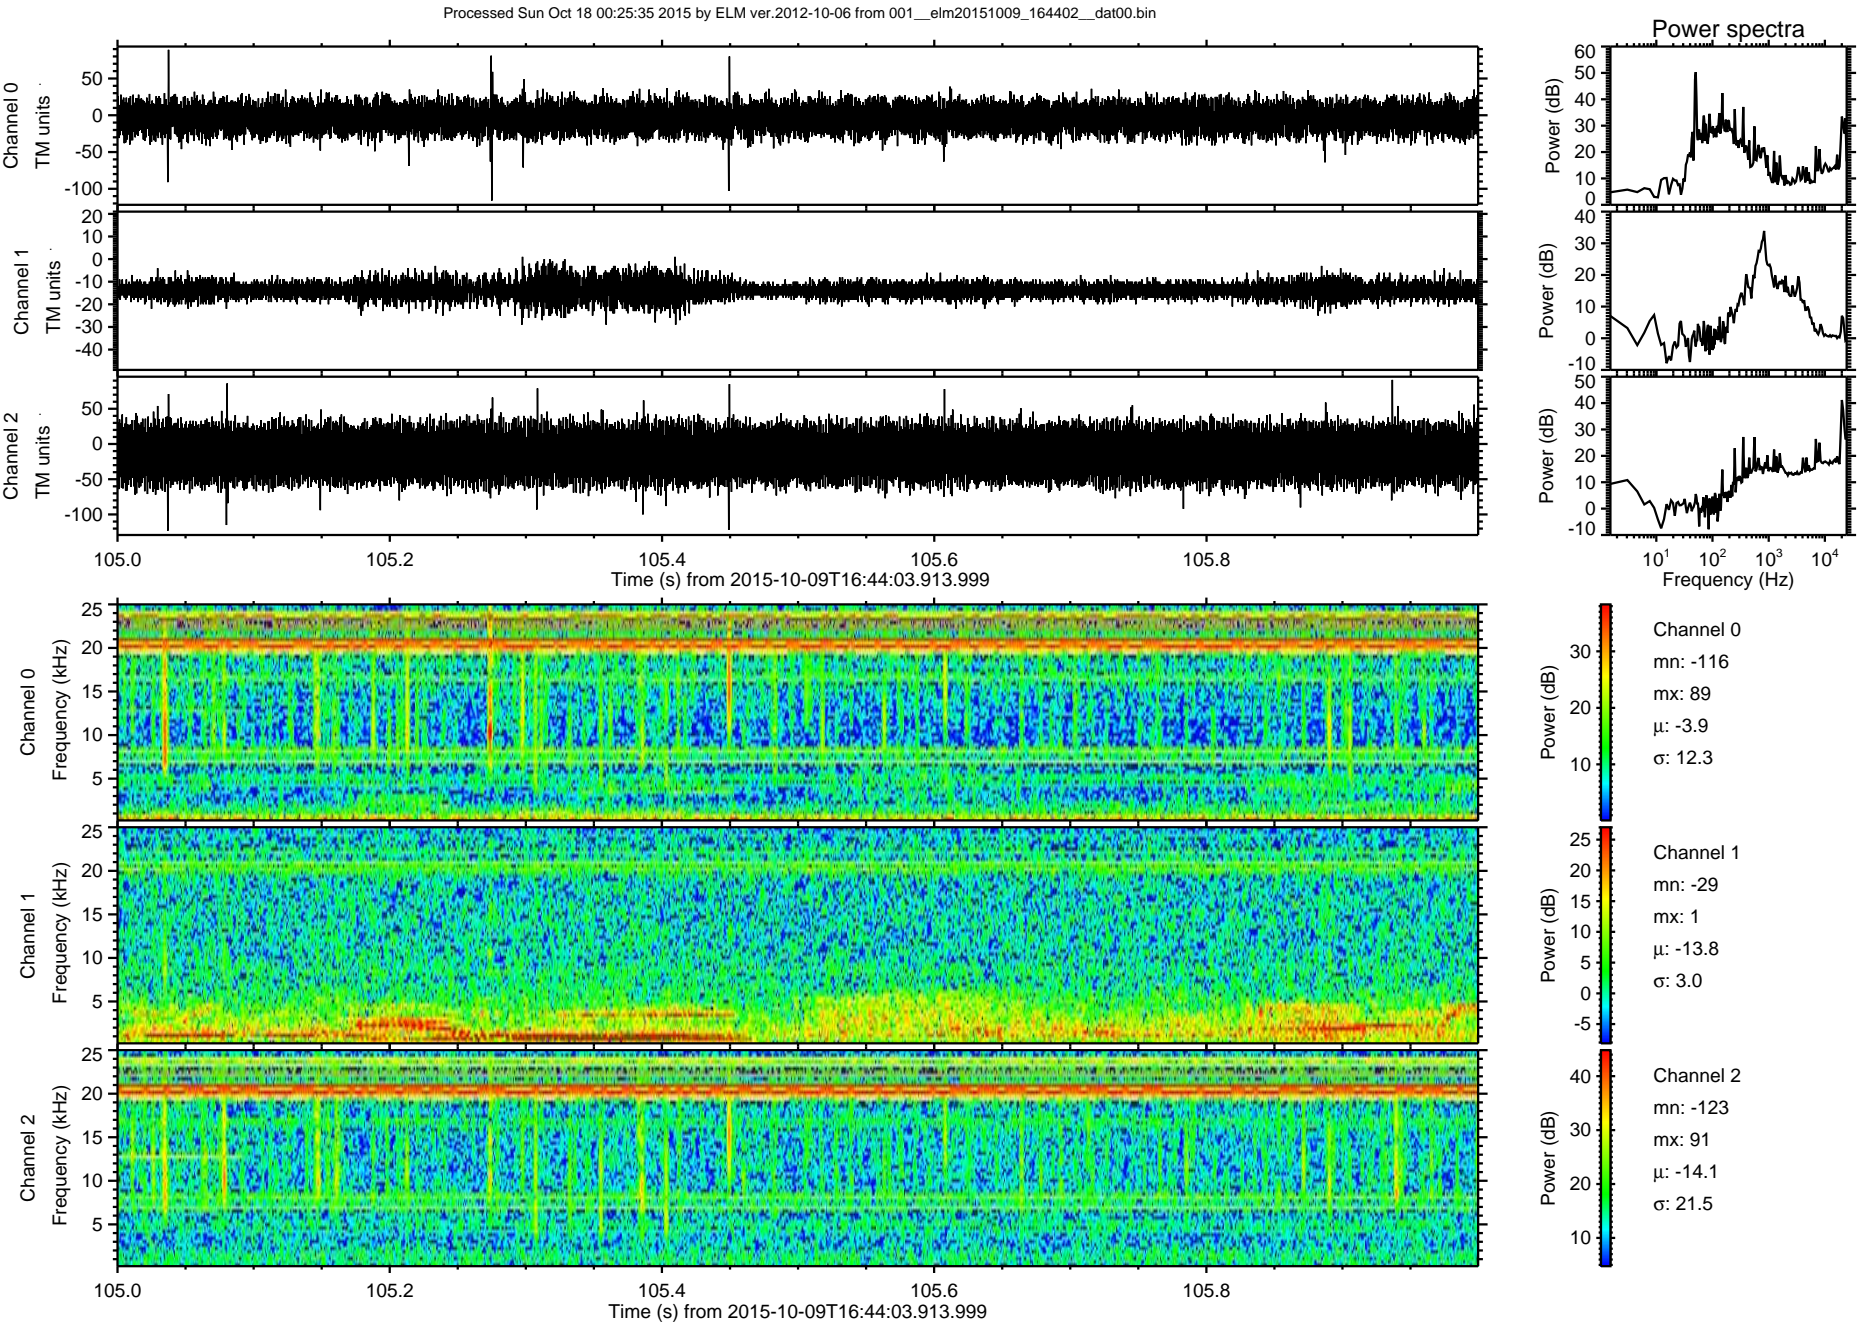 Processed Sun Oct 18 00:25:35 2015 by ELM ver.2012-10-06 from 001__elm20151009_164402__dat00.bin
Power spectra
Channel 0
TM units
50
0
-50
-100
Power (dB)
60
50
40
30
20
10
0
Channel 1
TM units
20
10
0
-10
-20
-30
-40
Power (dB)
40
30
20
10
0
-10
Channel 2
TM units
50
0
-50
-100
Power (dB)
50
40
30
20
10
0
-10
105.0 105.2 105.4 105.6 105.8
Time (s) from 2015-10-09T16:44:03.913.999
10^1 10^2 10^3 10^4
Frequency (Hz)
Channel 0
Frequency (kHz)
25
20
15
10
5
Power (dB)
30
20
10
Channel 0
mn: -116
mx: 89
μ: -3.9
σ: 12.3
Channel 1
Frequency (kHz)
25
20
15
10
5
Power (dB)
25
20
15
10
5
0
-5
Channel 1
mn: -29
mx: 1
μ: -13.8
σ: 3.0
Channel 2
Frequency (kHz)
25
20
15
10
5
Power (dB)
40
30
20
10
Channel 2
mn: -123
mx: 91
μ: -14.1
σ: 21.5
105.0 105.2 105.4 105.6 105.8
Time (s) from 2015-10-09T16:44:03.913.999